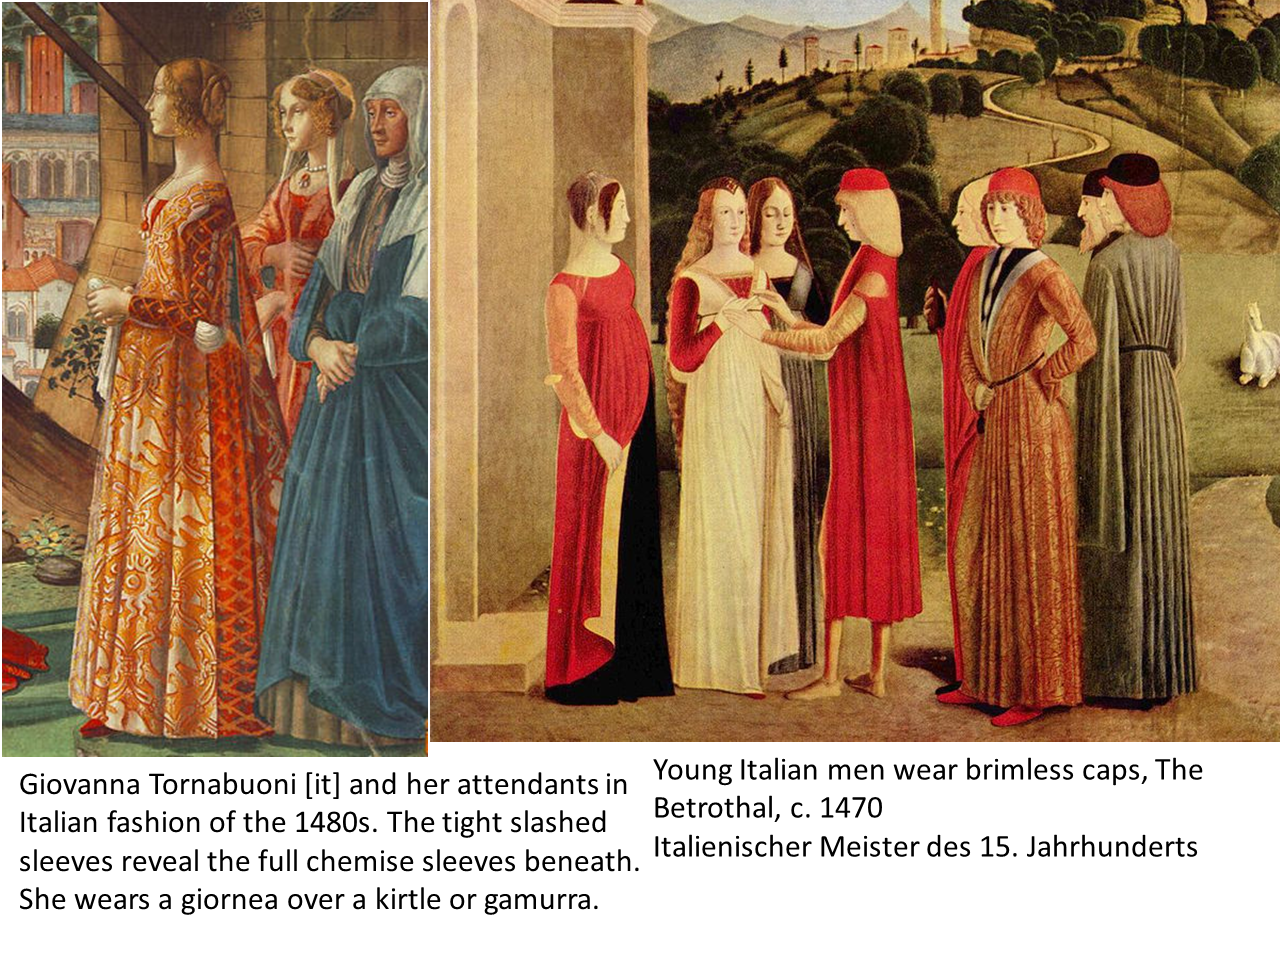 Giovanna Tornabuoni [it] and her attendants in
Italian fashion of the 1480s. The tight slashed
sleeves reveal the full chemise sleeves beneath.
She wears a giornea over a kirtle or gamurra.
Young Italian men wear brimless caps, The
Betrothal, c. 1470
Italienischer Meister des 15. Jahrhunderts